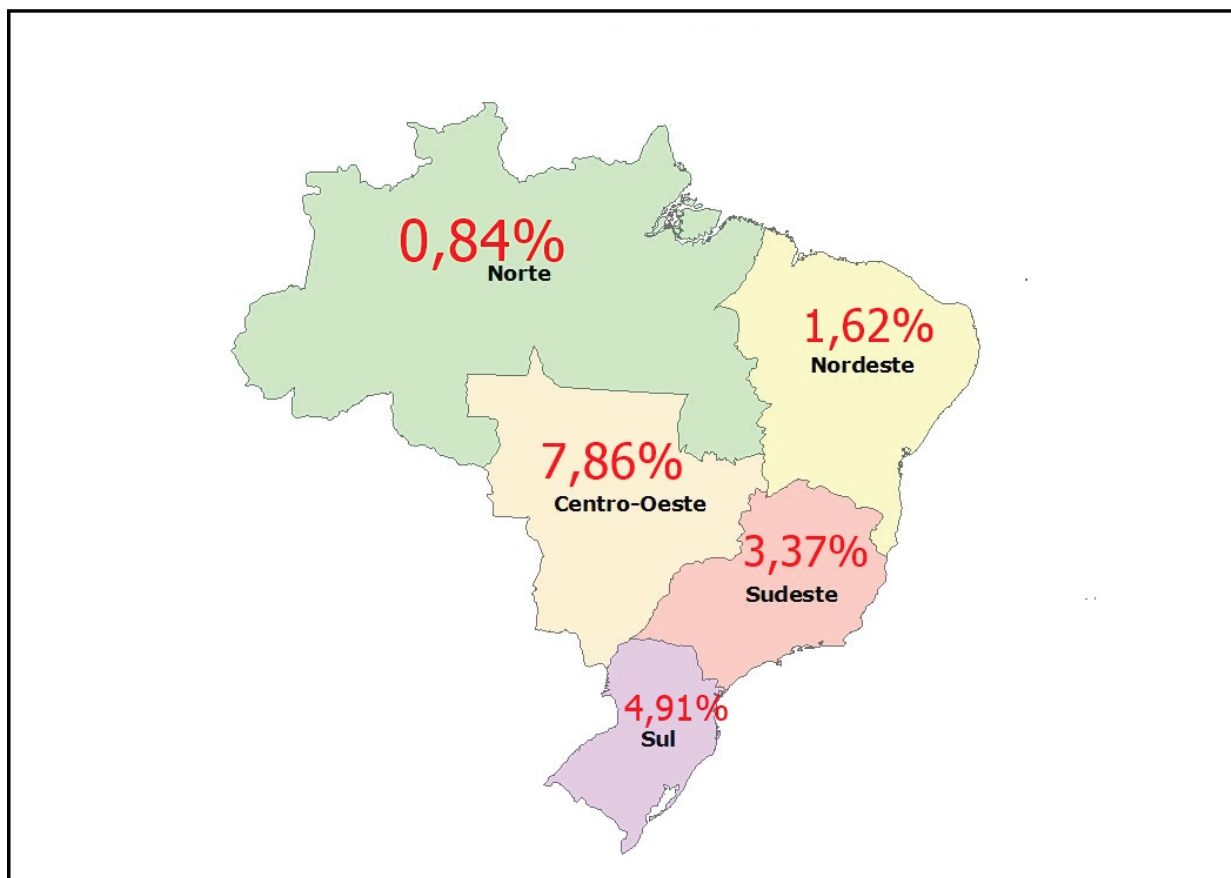 0,84%
Norte
1,62%
Nordeste
7,86%
Centro-Oeste
3,37%
Sudeste
4,91%
Sul